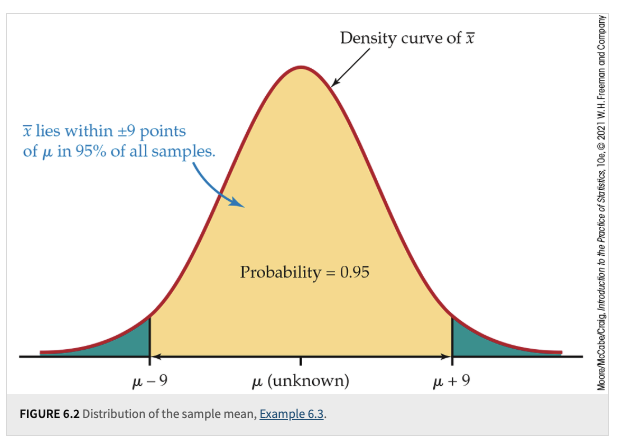 Density curve of x̅
x̅ lies within ±9 points
of μ in 95% of all samples.
Probability = 0.95
μ – 9
μ (unknown)
μ + 9
Moore/McCabe/Craig, Introduction to the Practice of Statistics, 10e, © 2021 W. H. Freeman and Company
FIGURE 6.2 Distribution of the sample mean, Example 6.3.